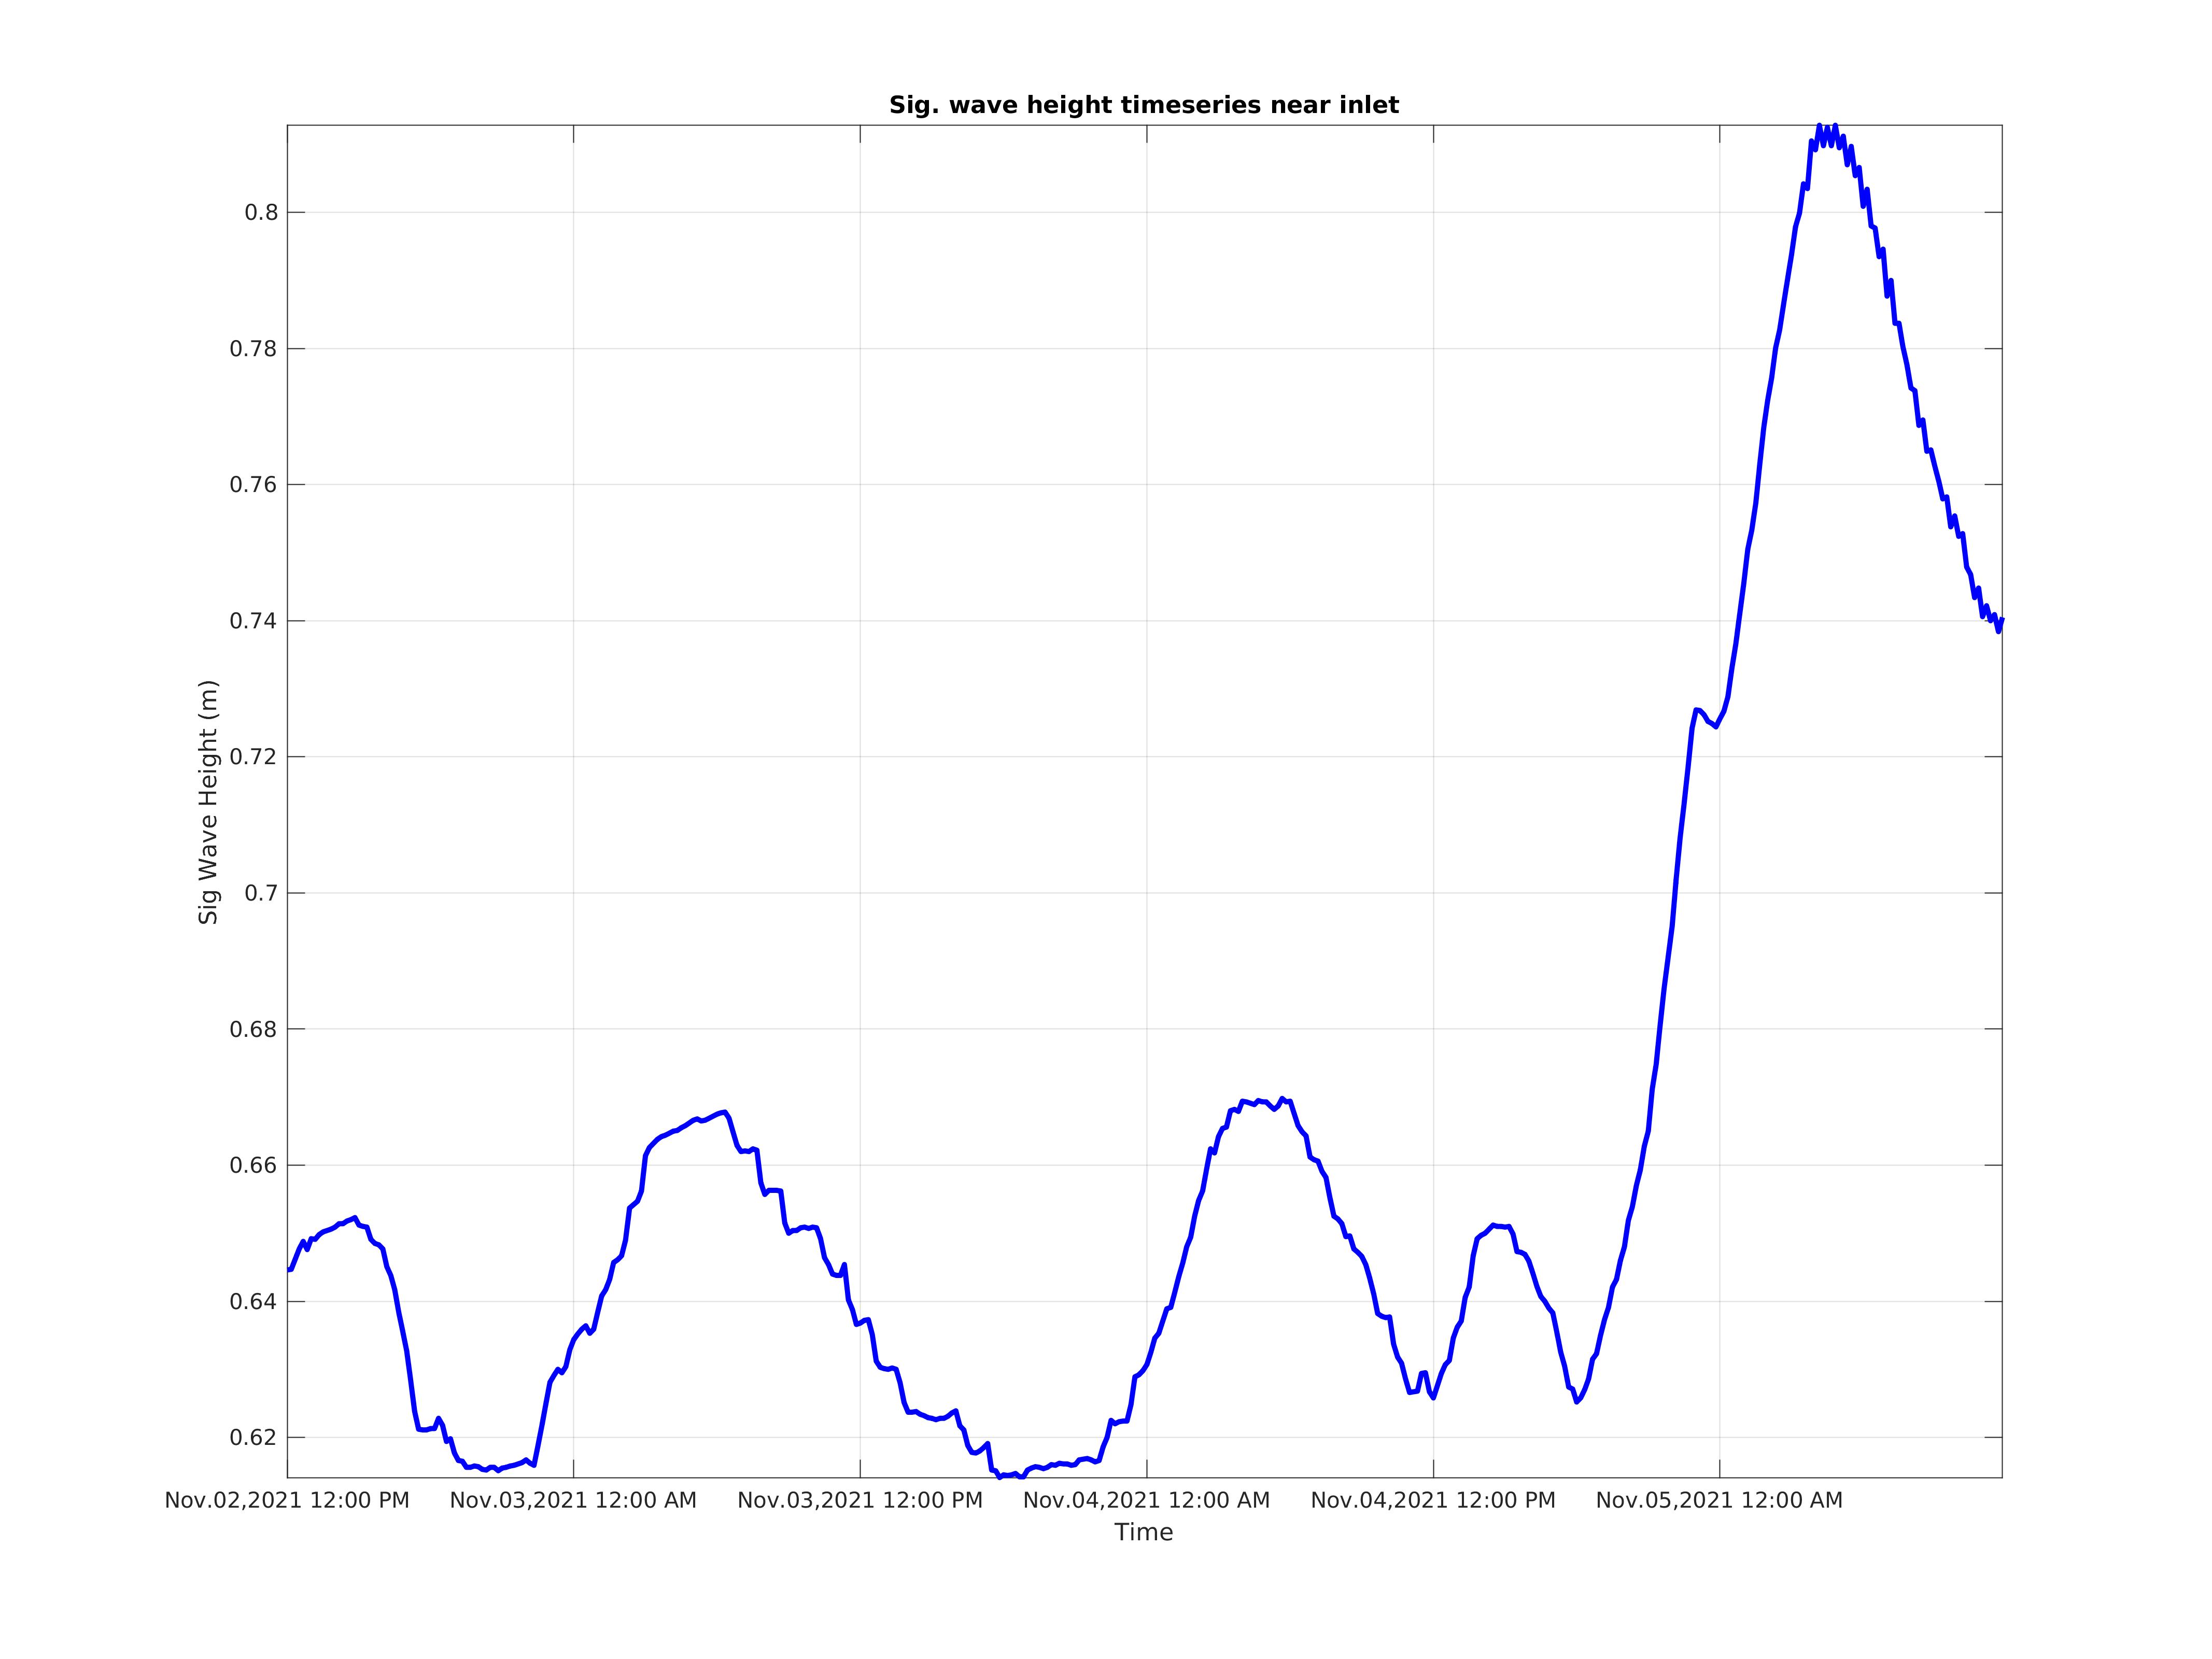 Sig. wave height timeseries near inlet
0.8
0.78
0.76
0.74
0.72
0.7
0.68
0.66
0.64
0.62
Sig Wave Height (m)
Nov.02,2021 12:00 PM Nov.03,2021 12:00 AM Nov.03,2021 12:00 PM Nov.04,2021 12:00 AM Nov.04,2021 12:00 PM Nov.05,2021 12:00 AM
Time